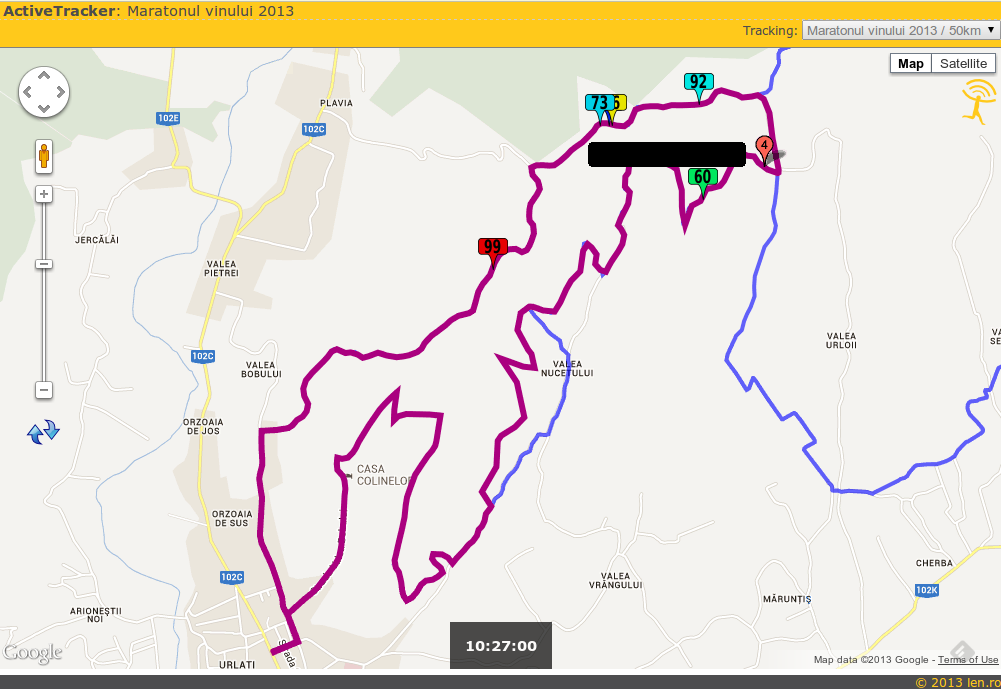 ActiveTracker: Maratonul vinului 2013
Tracking: Maratonul vinului 2013 / 50km
Map Satellite
92
73
4
PLAVIA
102E
102C
60
JERCĂLĂI
99
VALEA
PIETREI
102C
VALEA
BOBULUI
VALEA
NUCETULUI
VALEA
URLOII
VA
SE
ORZOAIA
DE JOS
CASA
COLINELOR
ORZOAIA
DE SUS
102C
VALEA
VRÂNGULUI
CHERBA
102K
MĂRUNȚIȘ
ARIONEȘTII
NOI
10:27:00
Google
URLAȚI
Map data ©2013 Google - Terms of Use
© 2013 len.ro